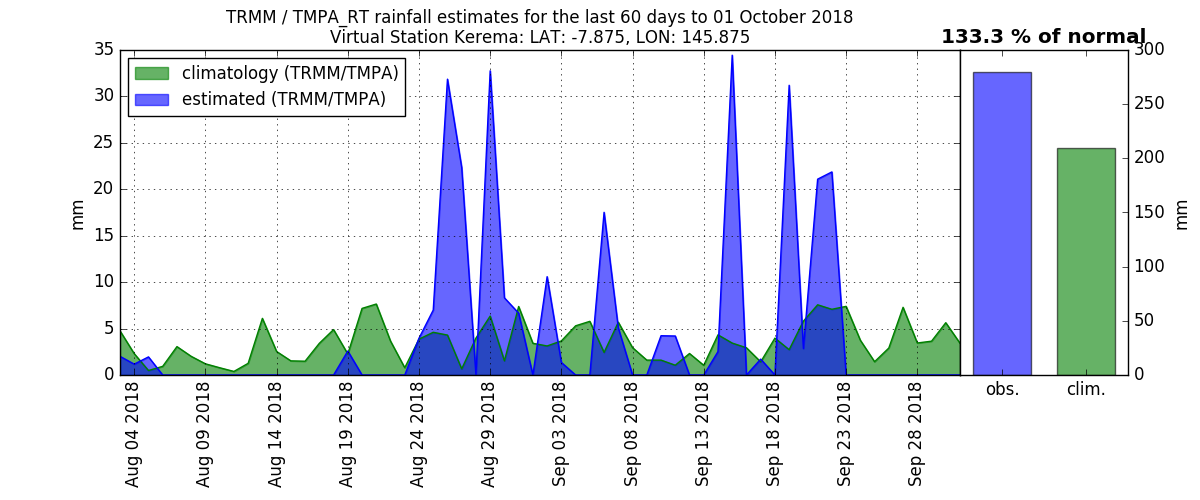 TRMM / TMPA_RT rainfall estimates for the last 60 days to 01 October 2018
Virtual Station Kerema: LAT: -7.875, LON: 145.875
133.3 % of normal
climatology (TRMM/TMPA)
estimated (TRMM/TMPA)
mm
35
30
25
20
15
10
5
0
Aug 04 2018
Aug 09 2018
Aug 14 2018
Aug 19 2018
Aug 24 2018
Aug 29 2018
Sep 03 2018
Sep 08 2018
Sep 13 2018
Sep 18 2018
Sep 23 2018
Sep 28 2018
300
250
200
150
100
50
0
mm
obs.
clim.